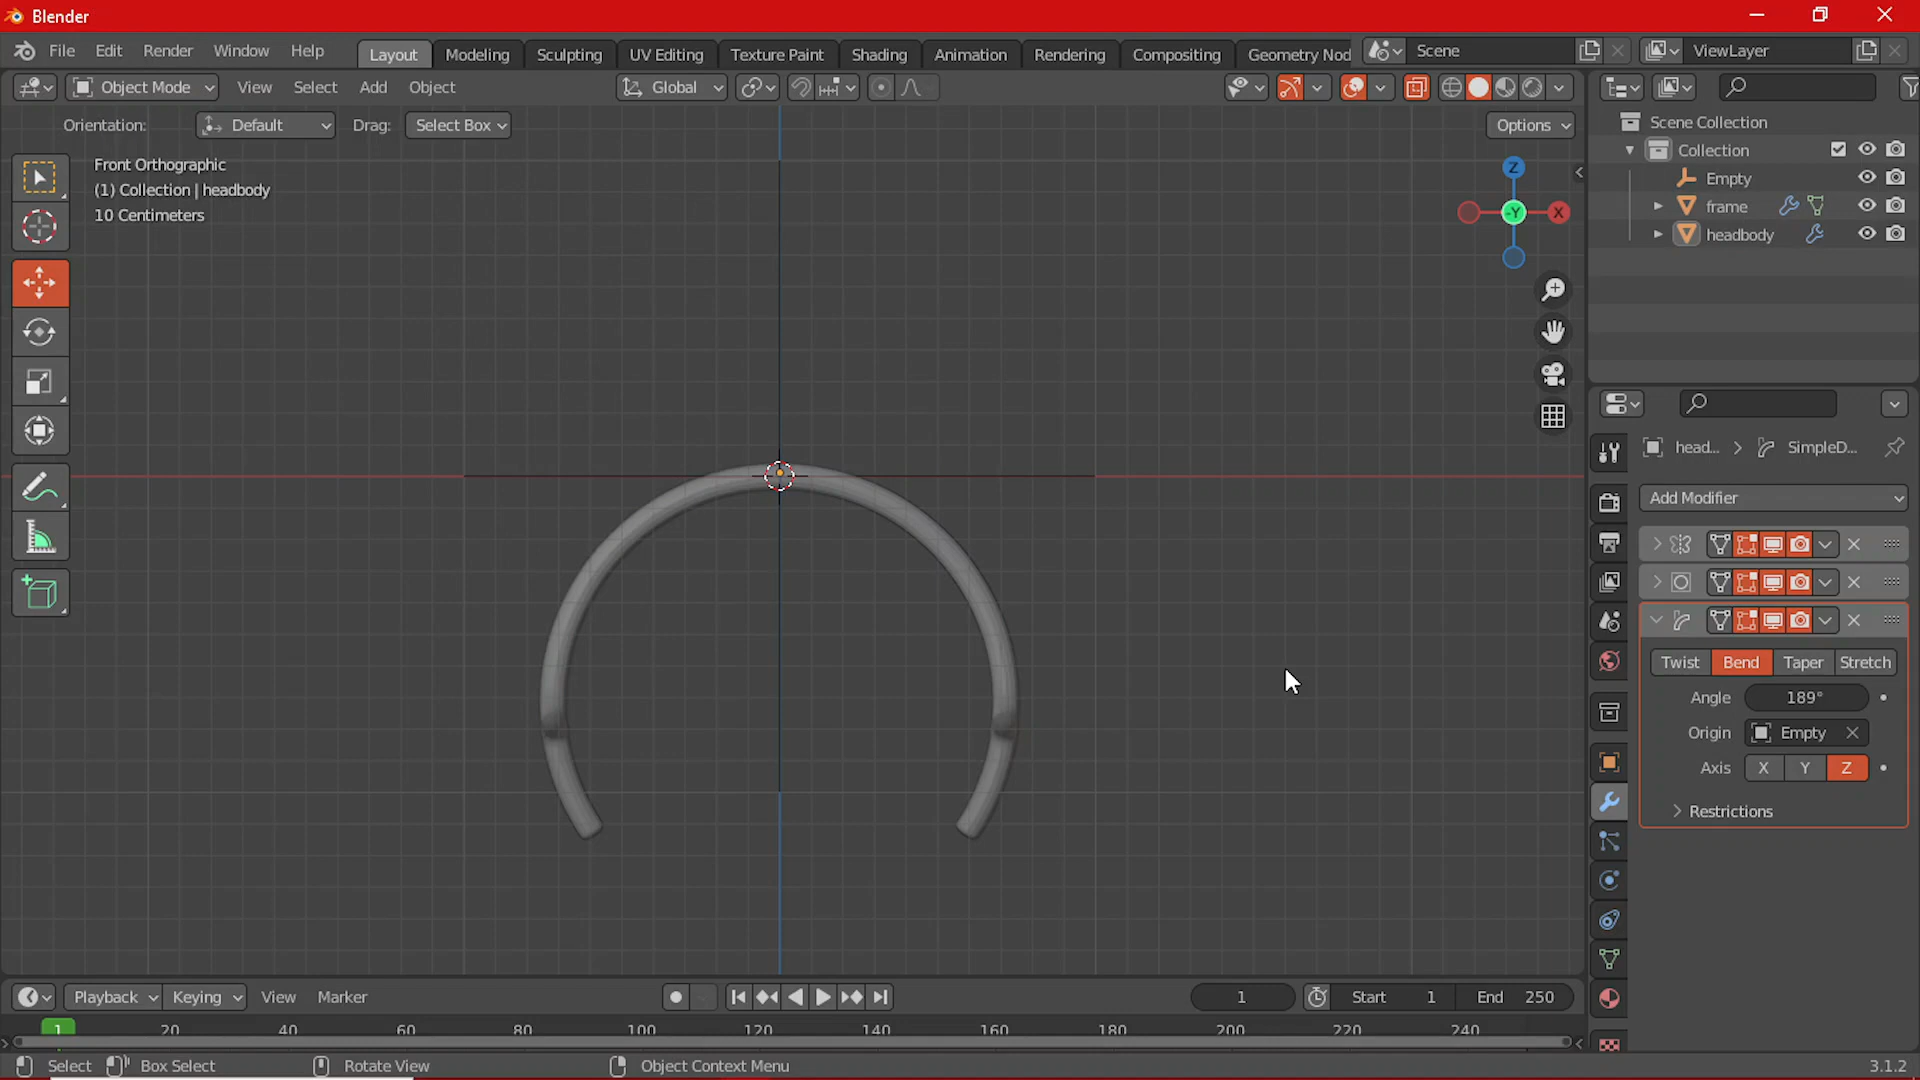 Blender
File Edit Render Window Help Layout Modeling Sculpting UV Editing Texture Paint Shading Animation Rendering Compositing Geometry Nod Scene ViewLayer
Object Mode View Select Add Object Global
Orientation: Default Drag: Select Box Options
Front Orthographic
(1) Collection | headbody
10 Centimeters
Z
-Y
X
Scene Collection
Collection
Empty
frame
headbody
head... SimpleD...
Add Modifier
Twist Bend Taper Stretch
Angle 189°
Origin Empty
Axis X Y Z
Restrictions
Playback Keying View Marker 1 Start 1 End 250
1 20 40 60 80 100 120 140 160 180 200 220 240
Select Box Select Rotate View Object Context Menu 3.1.2